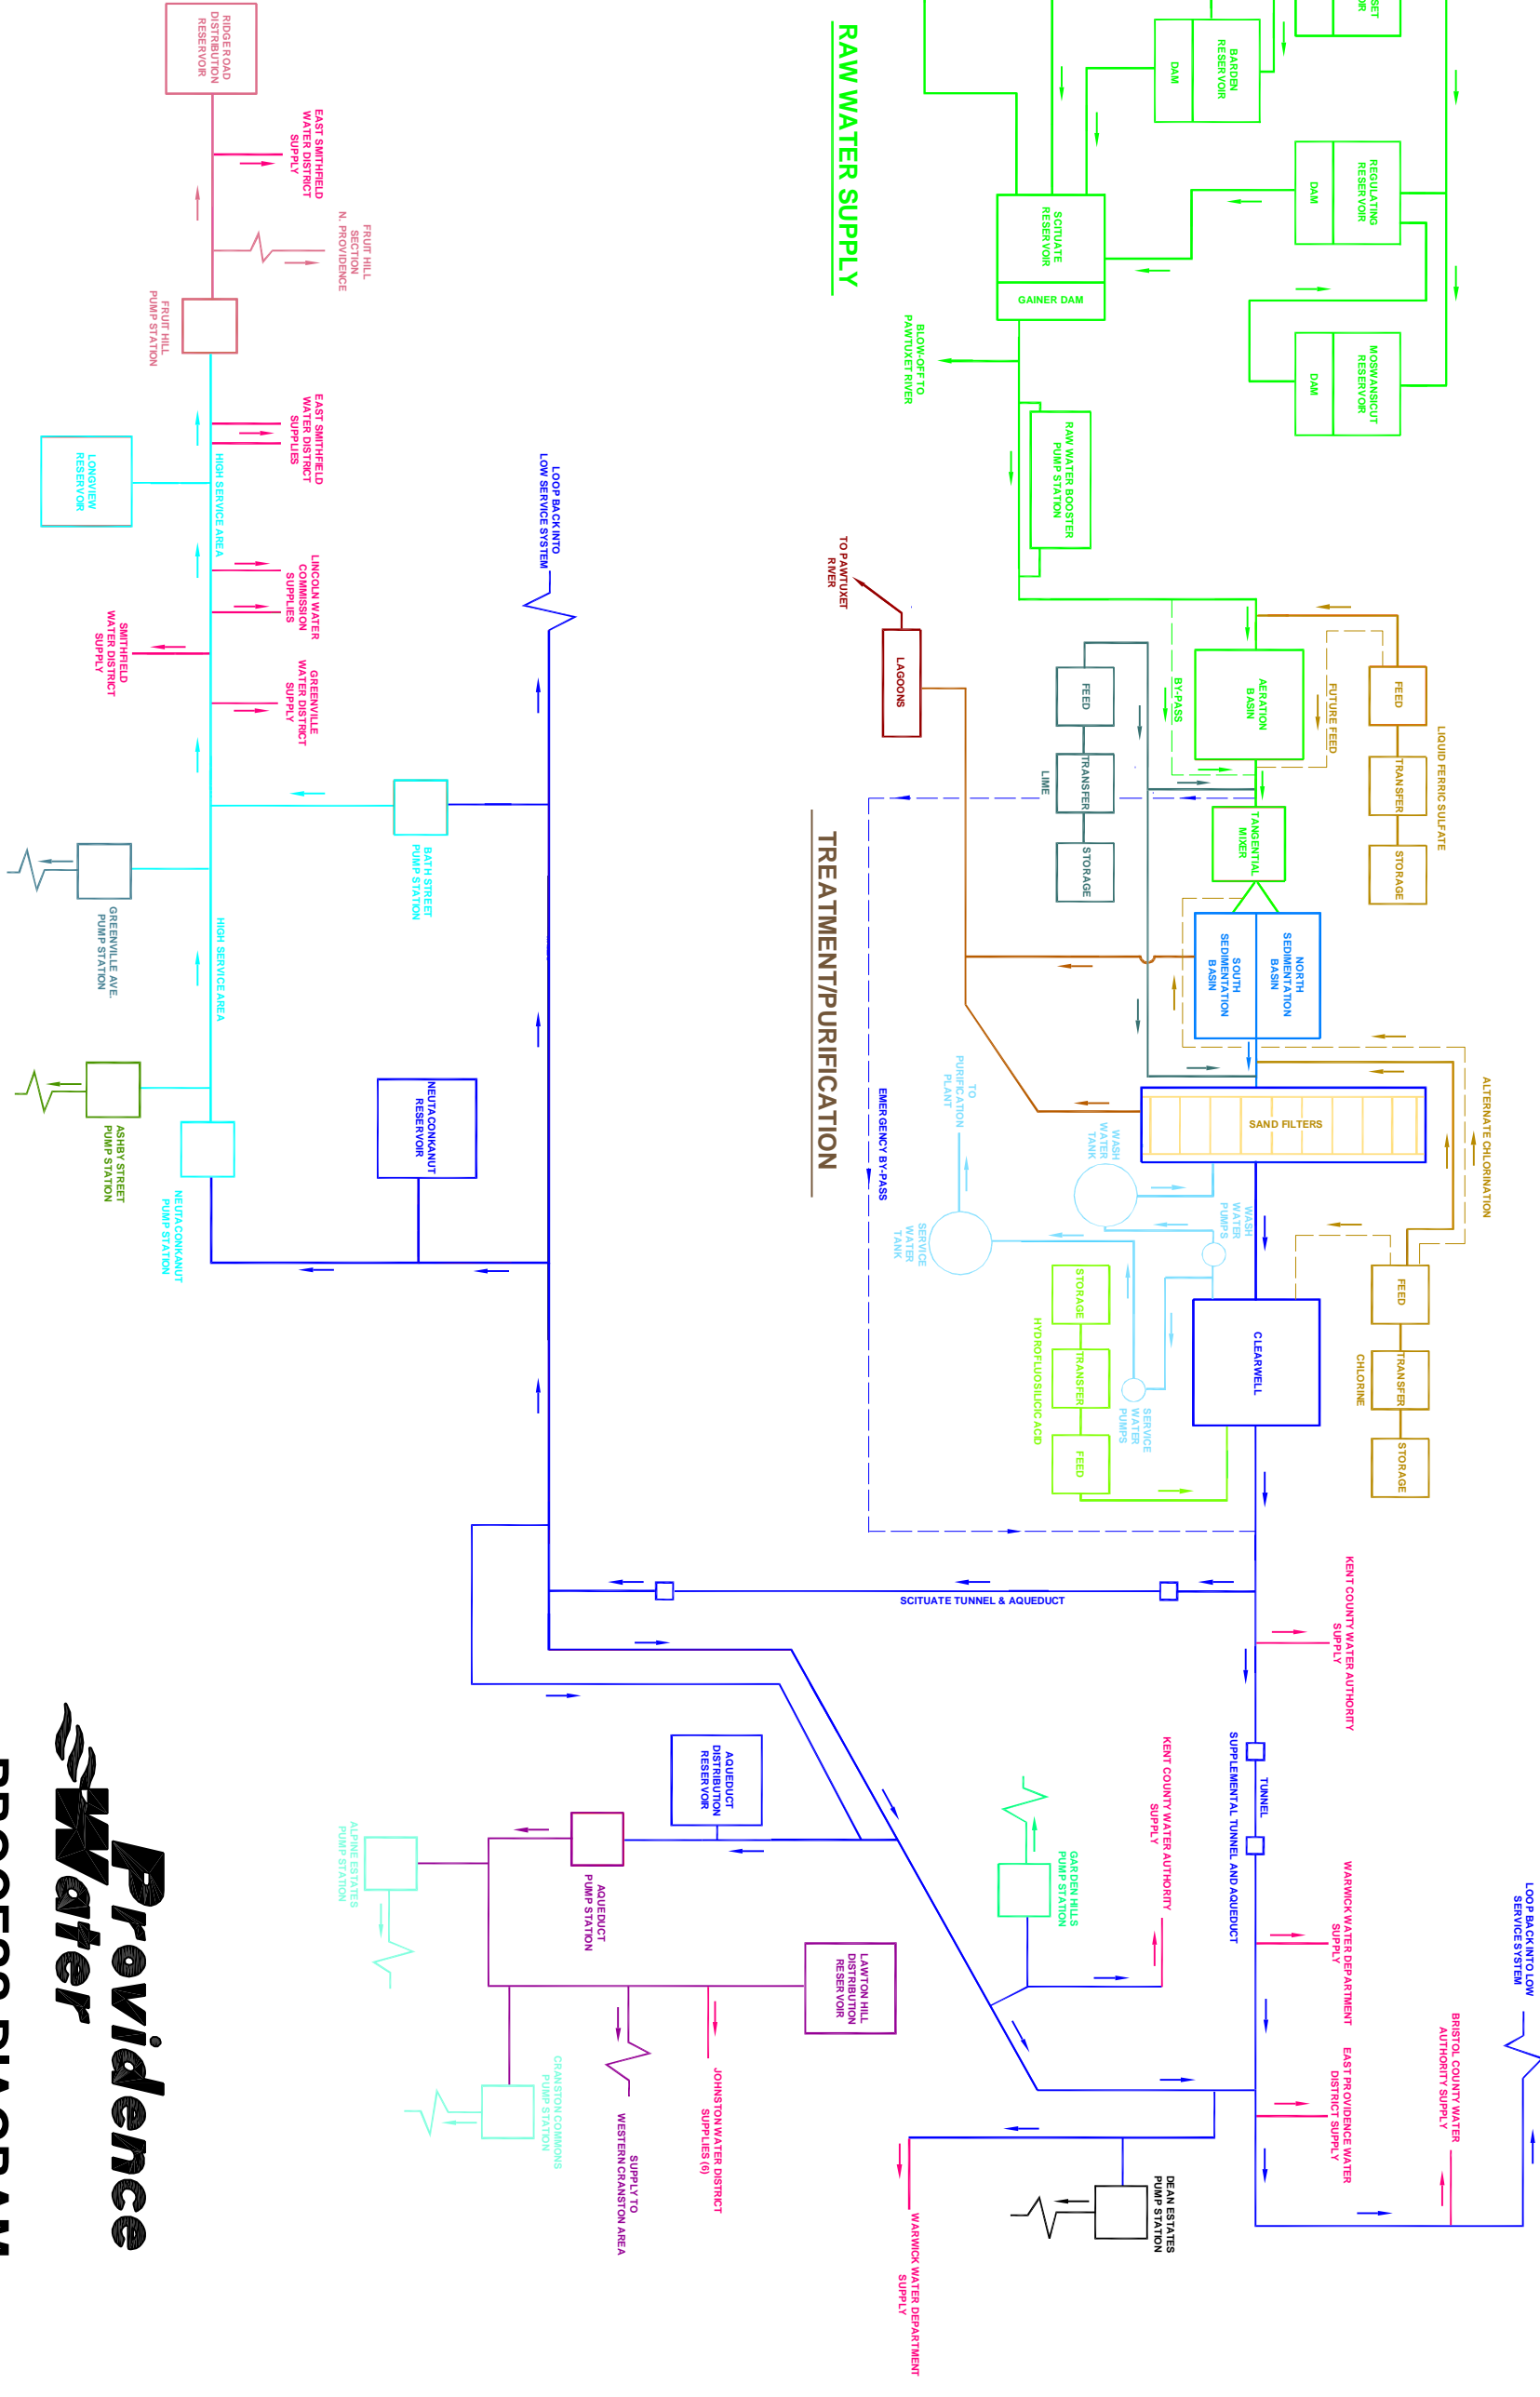 RAW WATER SUPPLY
BARDEN
RESERVOIR
DAM
REGULATING
RESERVOIR
DAM
MOSWANSICUT
RESERVOIR
DAM
SCITUATE
RESERVOIR
GAINER DAM
BLOW-OFF TO
PAWTUXET RIVER
RAW WATER BOOSTER
PUMP STATION
TREATMENT/PURIFICATION
LIQUID FERRIC SULFATE
FEED
TRANSFER
STORAGE
FUTURE FEED
AERATION
BASIN
BY-PASS
TANGENTIAL
MIXER
FEED
TRANSFER
STORAGE
LIME
TO PAWTUXET
RIVER
LAGOONS
NORTH
SEDIMENTATION
BASIN
SOUTH
SEDIMENTATION
BASIN
SAND FILTERS
ALTERNATE CHLORINATION
FEED
TRANSFER
STORAGE
CHLORINE
CLEARWELL
WASH
WATER
TANK
WASH
WATER
PUMPS
TO
PURIFICATION
PLANT
SERVICE
WATER
TANK
SERVICE
WATER
PUMPS
STORAGE
TRANSFER
FEED
HYDROFLUOSILICIC ACID
EMERGENCY BY-PASS
SCITUATE TUNNEL & AQUEDUCT
KENT COUNTY WATER AUTHORITY
SUPPLY
TUNNEL
SUPPLEMENTAL TUNNEL AND AQUEDUCT
WARWICK WATER DEPARTMENT
SUPPLY
EAST PROVIDENCE WATER
DISTRICT SUPPLY
BRISTOL COUNTY WATER
AUTHORITY SUPPLY
LOOP BACK INTO LOW
SERVICE SYSTEM
KENT COUNTY WATER AUTHORITY
SUPPLY
GARDEN HILLS
PUMP STATION
DEAN ESTATES
PUMP STATION
WARWICK WATER DEPARTMENT
SUPPLY
LAWTON HILL
DISTRIBUTION
RESERVOIR
AQUEDUCT
DISTRIBUTION
RESERVOIR
AQUEDUCT
PUMP STATION
JOHNSTON WATER DISTRICT
SUPPLIES (6)
SUPPLY TO
WESTERN CRANSTON AREA
CRANSTON COMMONS
PUMP STATION
ALPINE ESTATES
PUMP STATION
LOOP BACK INTO
LOW SERVICE SYSTEM
NEUTACONKANUT
RESERVOIR
BATH STREET
PUMP STATION
RIDGE ROAD
DISTRIBUTION
RESERVOIR
EAST SMITHFIELD
WATER DISTRICT
SUPPLY
FRUIT HILL
SECTION
N. PROVIDENCE
FRUIT HILL
PUMP STATION
EAST SMITHFIELD
WATER DISTRICT
SUPPLIES
HIGH SERVICE AREA
LONGVIEW
RESERVOIR
LINCOLN WATER
COMMISSION
SUPPLIES
SMITHFIELD
WATER DISTRICT
SUPPLY
GREENVILLE
WATER DISTRICT
SUPPLY
GREENVILLE AVE.
PUMP STATION
HIGH SERVICE AREA
ASHBY STREET
PUMP STATION
NEUTACONKANUT
PUMP STATION
Providence
Water
PROCESS DIAGRAM